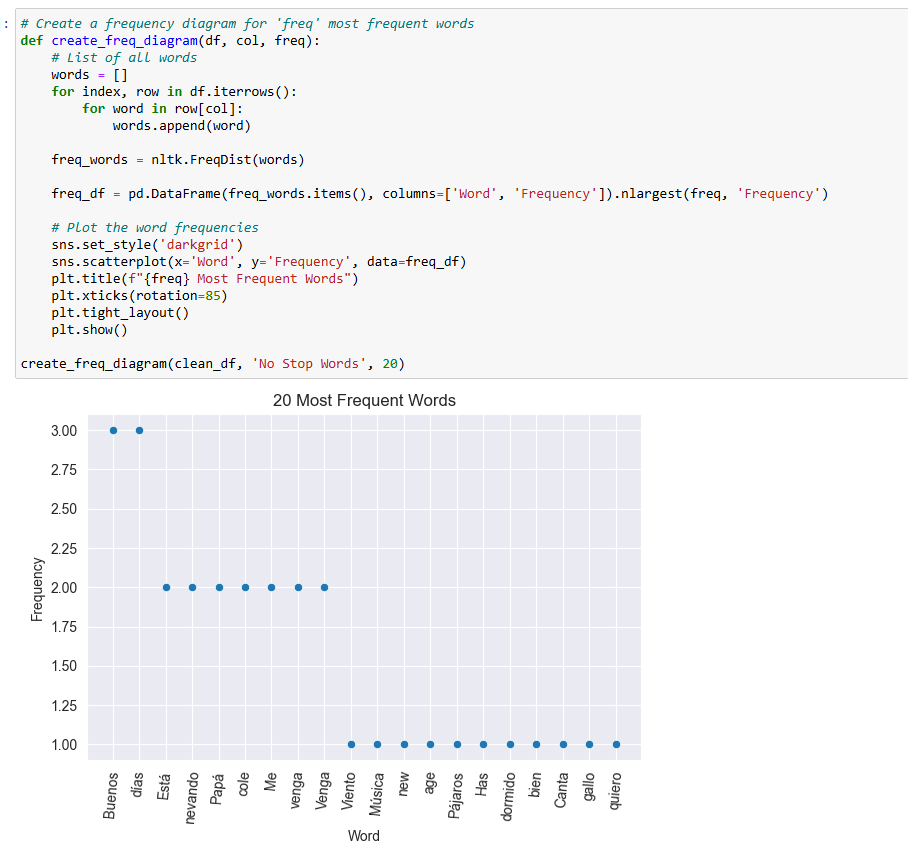 :
# Create a frequency diagram for 'freq' most frequent words
def create_freq_diagram(df, col, freq):
    # List of all words
    words = []
    for index, row in df.iterrows():
        for word in row[col]:
            words.append(word)
    freq_words = nltk.FreqDist(words)
    freq_df = pd.DataFrame(freq_words.items(), columns=['Word', 'Frequency']).nlargest(freq, 'Frequency')
    # Plot the word frequencies
    sns.set_style('darkgrid')
    sns.scatterplot(x='Word', y='Frequency', data=freq_df)
    plt.title(f"{freq} Most Frequent Words")
    plt.xticks(rotation=85)
    plt.tight_layout()
    plt.show()
create_freq_diagram(clean_df, 'No Stop Words', 20)
20 Most Frequent Words
3.00
2.75
2.50
2.25
2.00
1.75
1.50
1.25
1.00
Frequency
Buenos
días
Está
nevando
Papá
cole
Me
venga
Venga
Viento
Música
new
age
Pájaros
Has
dormido
bien
Canta
gallo
quiero
Word